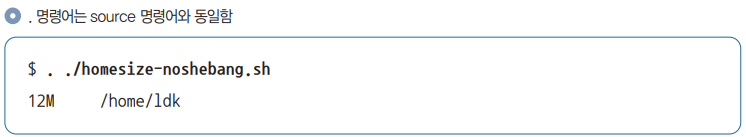 . 명령어는 source 명령어와 동일함
$ . ./homesize-noshebang.sh
12M /home/ldk